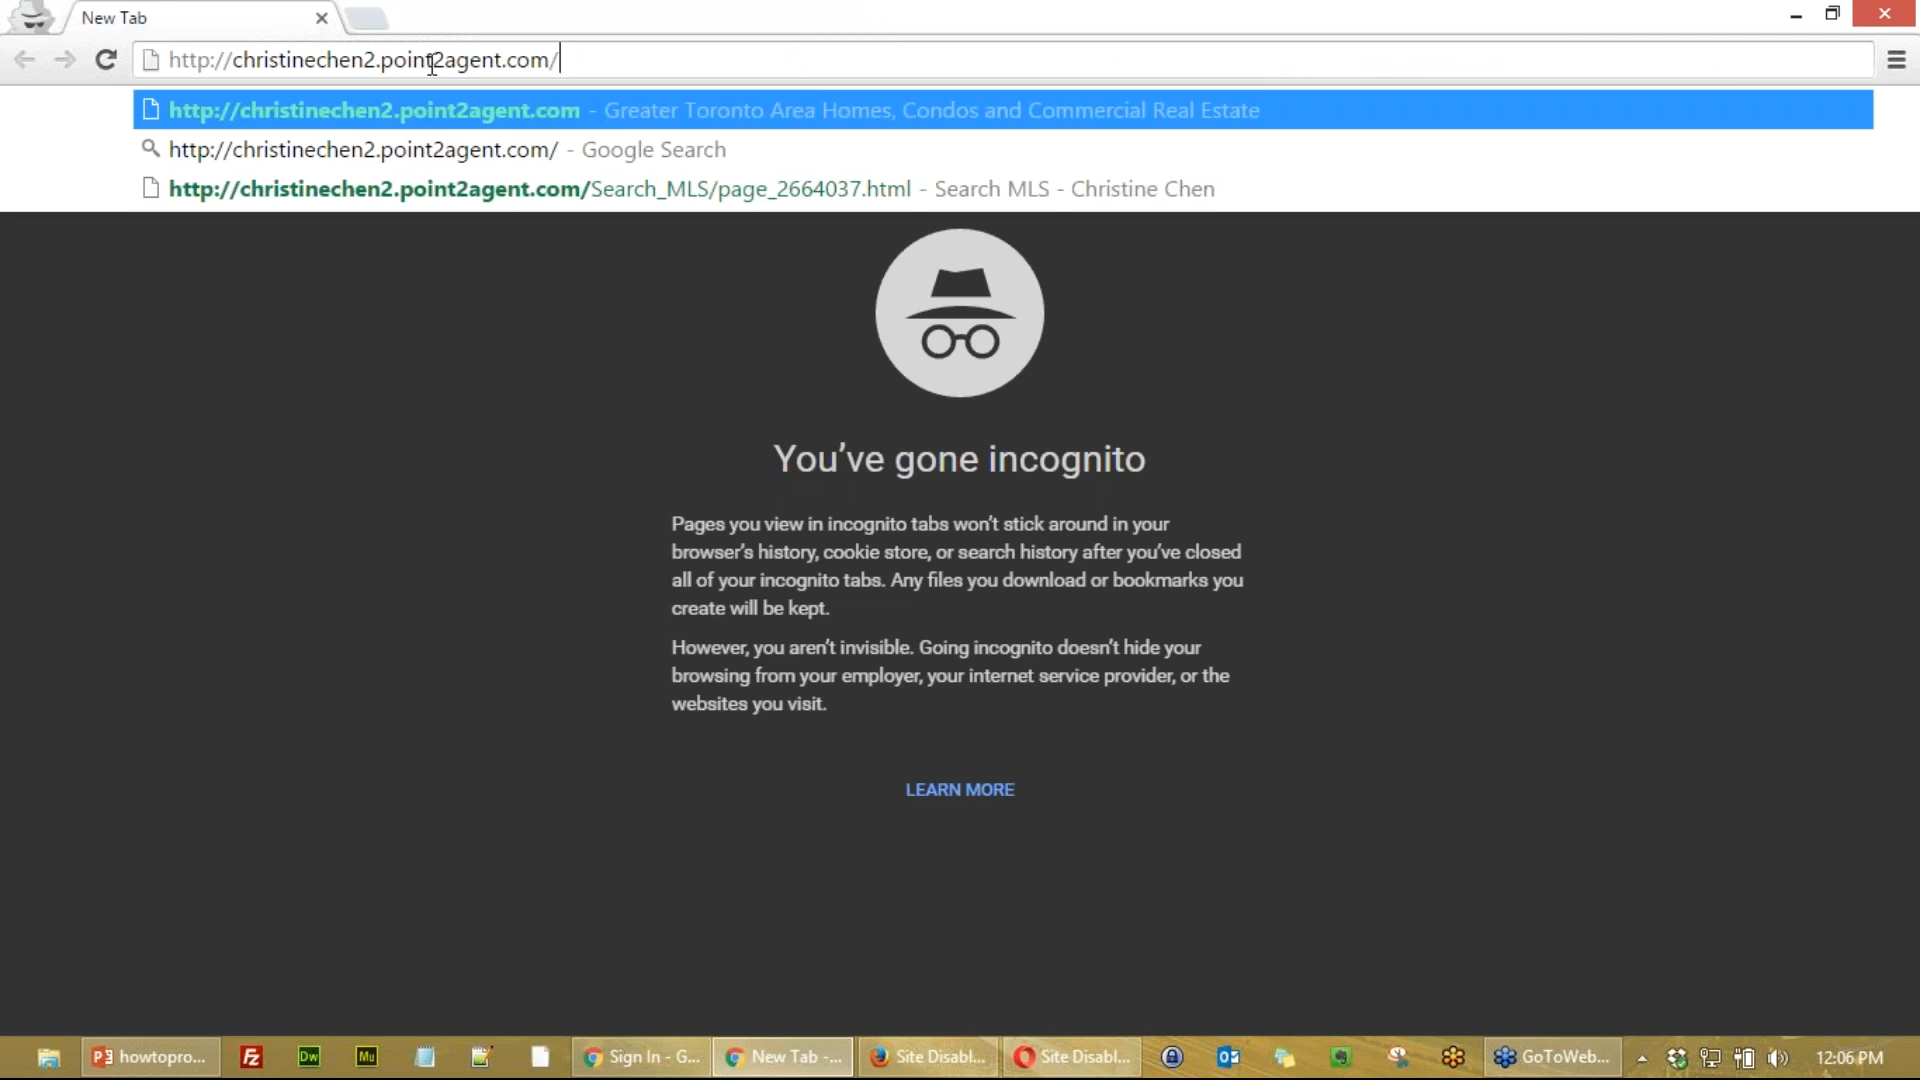 New Tab
http://christinechen2.point2agent.com/
http://christinechen2.point2agent.com - Greater Toronto Area Homes, Condos and Commercial Real Estate
http://christinechen2.point2agent.com/ - Google Search
http://christinechen2.point2agent.com/Search_MLS/page_2664037.html - Search MLS - Christine Chen
You’ve gone incognito
Pages you view in incognito tabs won’t stick around in your
browser’s history, cookie store, or search history after you’ve closed
all of your incognito tabs. Any files you download or bookmarks you
create will be kept.
However, you aren’t invisible. Going incognito doesn’t hide your
browsing from your employer, your internet service provider, or the
websites you visit.
LEARN MORE
P3 howtopro... Fz Dw Mu Sign In - G... New Tab -... Site Disabl... Site Disabl... GoToWeb... 12:06 PM